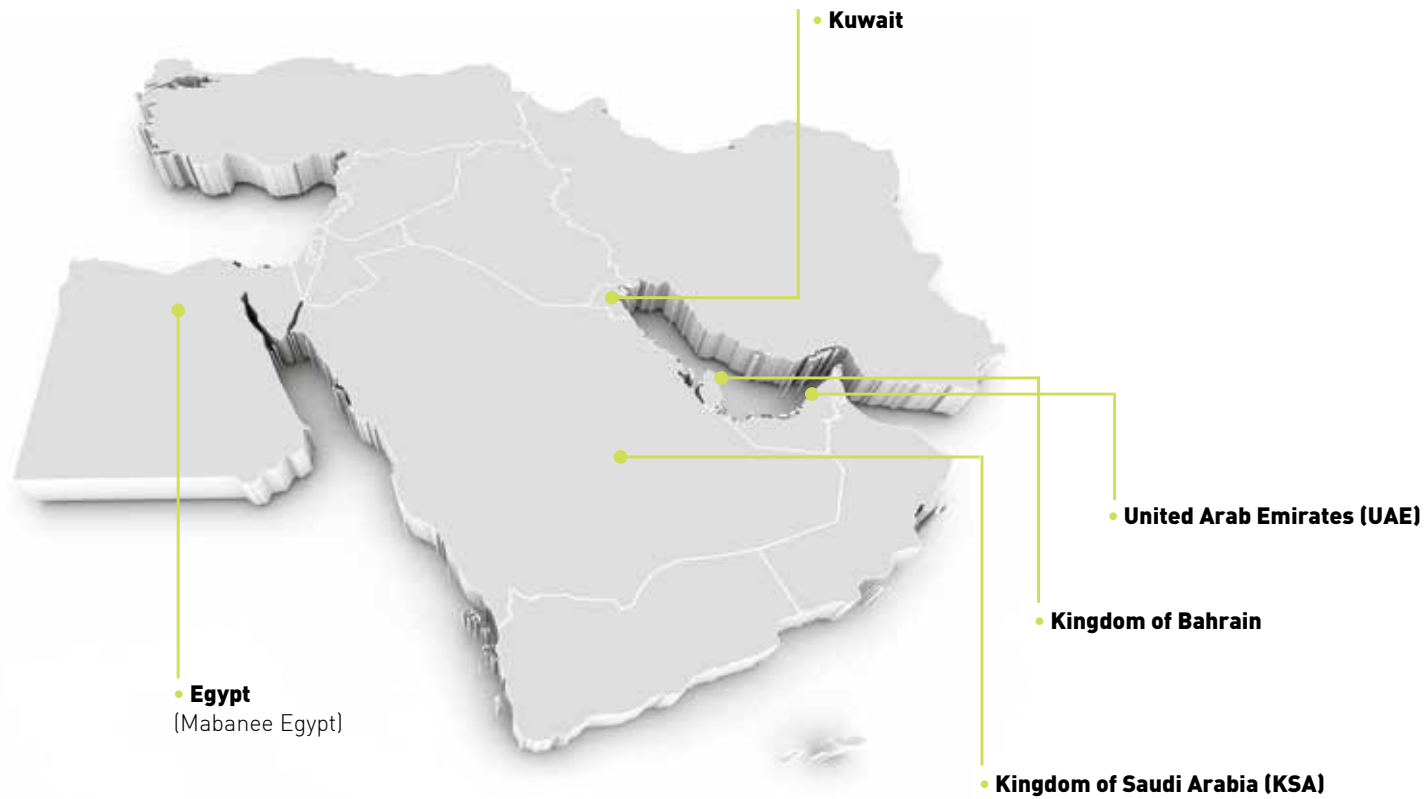 • Kuwait
• United Arab Emirates (UAE)
• Kingdom of Bahrain
• Egypt
(Mabanee Egypt)
• Kingdom of Saudi Arabia (KSA)